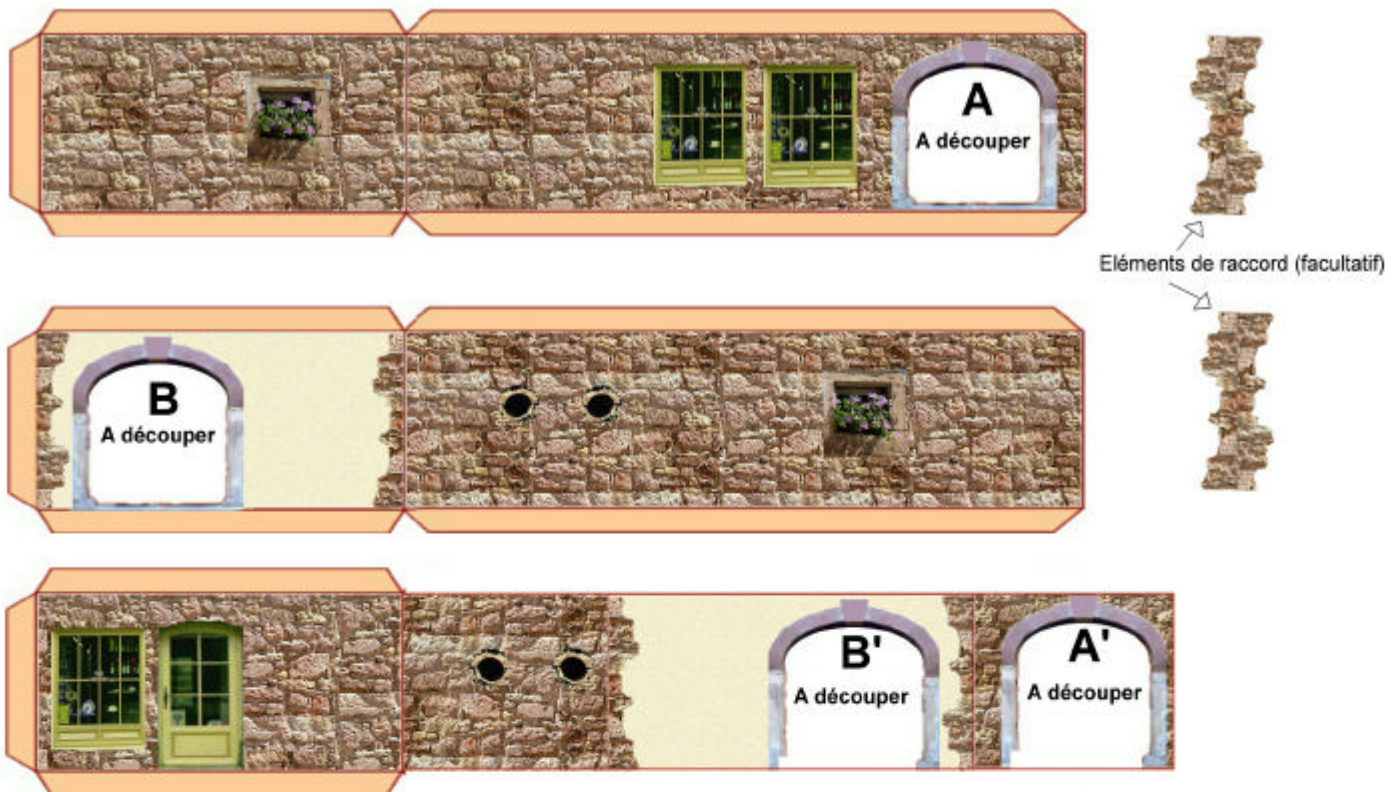 A
A découper
Eléments de raccord (facultatif)
B
A découper
B'
A découper
A'
A découper